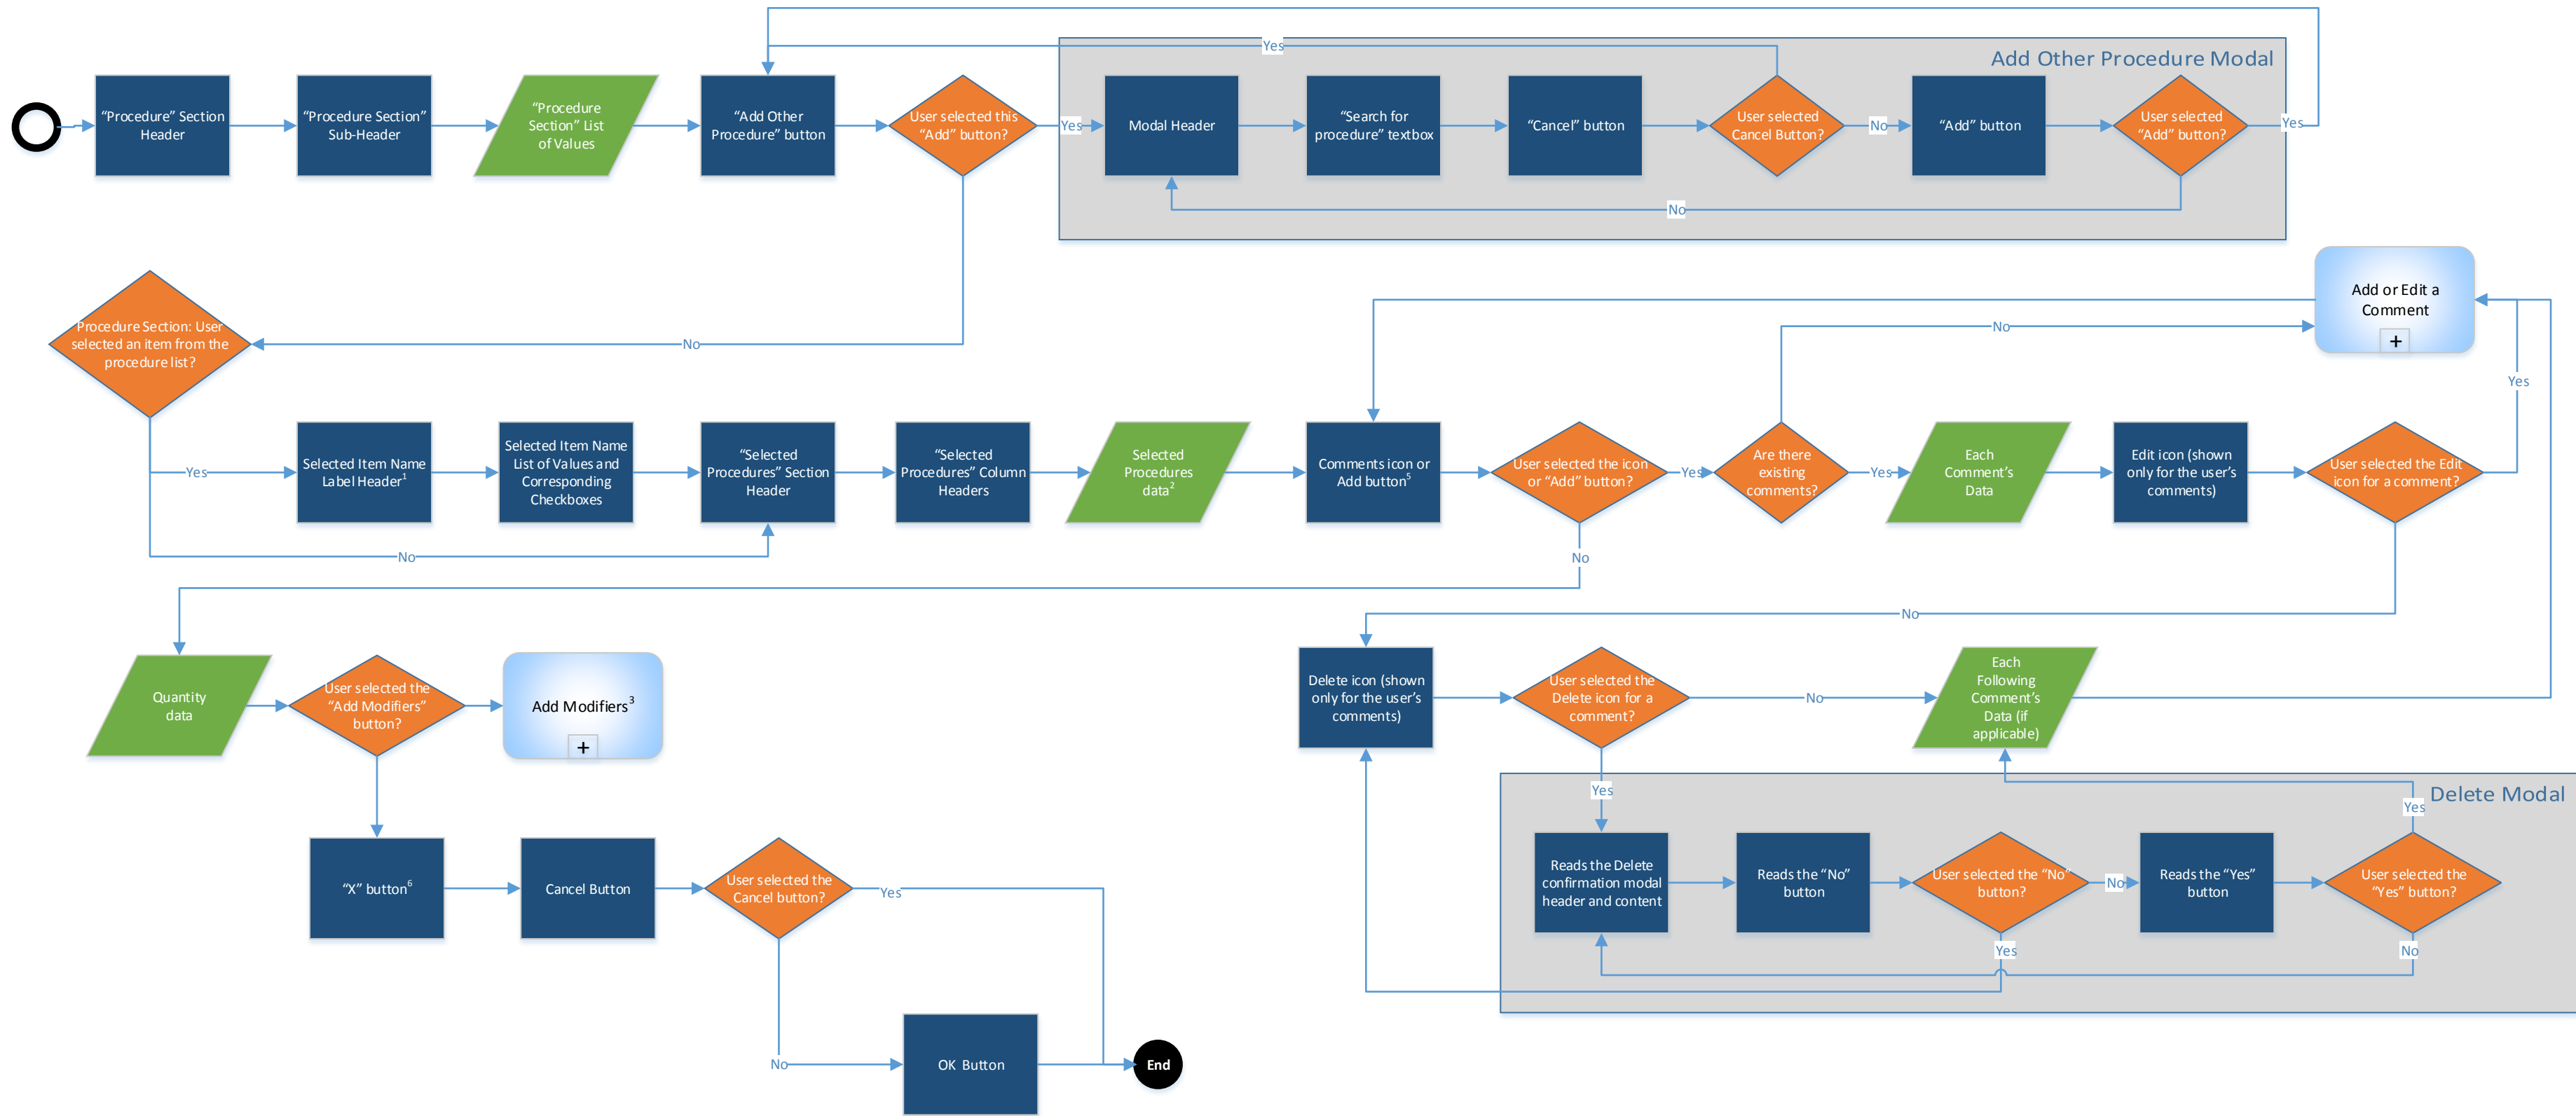 Add Other Procedure Modal
Yes
“Procedure” Section
Header
“Procedure Section”
Sub-Header
“Procedure
Section” List
of Values
“Add Other
Procedure” button
User selected this
“Add” button?
Yes
Modal Header
“Search for
procedure” textbox
“Cancel” button
User selected
Cancel Button?
No
“Add” button
User selected
“Add” button?
Yes
No
Procedure Section: User
selected an item from the
procedure list?
No
No
Add or Edit a
Comment
+
Yes
Yes
Selected Item Name
Label Header1
Selected Item Name
List of Values and
Corresponding
Checkboxes
“Selected
Procedures” Section
Header
“Selected
Procedures” Column
Headers
Selected
Procedures
data2
Comments icon or
Add button5
User selected the icon
or “Add” button?
Yes
Are there
existing
comments?
Yes
Each
Comment’s
Data
Edit icon (shown
only for the user’s
comments)
User selected the Edit
icon for a comment?
No
No
No
Quantity
data
User selected the
“Add Modifiers”
button?
Add Modifiers3
+
Delete icon (shown
only for the user’s
comments)
User selected the
Delete icon for a
comment?
No
Each
Following
Comment’s
Data (if
applicable)
Delete Modal
Yes
Yes
Reads the Delete
confirmation modal
header and content
Reads the “No”
button
User selected the “No”
button?
No
Reads the “Yes”
button
User selected the
“Yes” button?
Yes
No
“X” button6
Cancel Button
User selected the
Cancel button?
Yes
No
OK Button
End